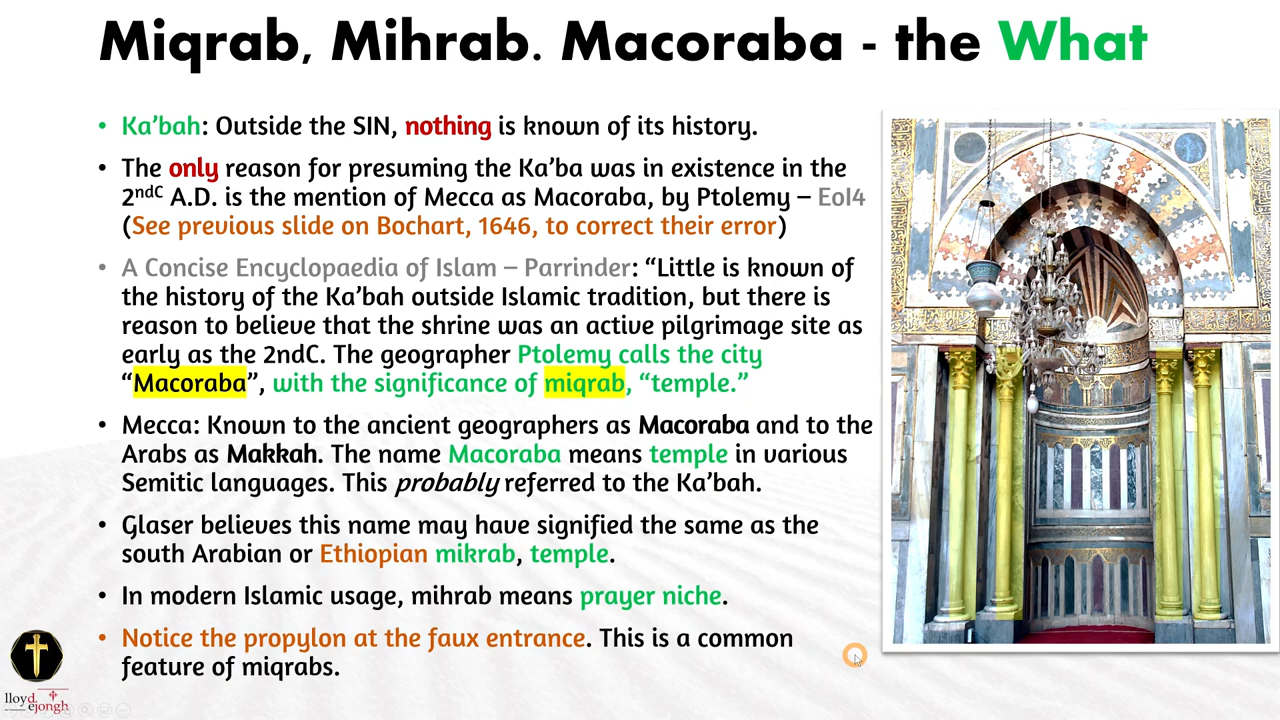 Miqrab, Mihrab. Macoraba - the What
• Ka’bah: Outside the SIN, nothing is known of its history.
• The only reason for presuming the Ka’ba was in existence in the
2ndC A.D. is the mention of Mecca as Macoraba, by Ptolemy – EoI4
(See previous slide on Bochart, 1646, to correct their error)
• A Concise Encyclopaedia of Islam – Parrinder: “Little is known of
the history of the Ka’bah outside Islamic tradition, but there is
reason to believe that the shrine was an active pilgrimage site as
early as the 2ndC. The geographer Ptolemy calls the city
“Macoraba”, with the significance of miqrab, “temple.”
• Mecca: Known to the ancient geographers as Macoraba and to the
Arabs as Makkah. The name Macoraba means temple in various
Semitic languages. This probably referred to the Ka’bah.
• Glaser believes this name may have signified the same as the
south Arabian or Ethiopian mikrab, temple.
• In modern Islamic usage, mihrab means prayer niche.
• Notice the propylon at the faux entrance. This is a common
feature of miqrabs.
lloyd
ejongh